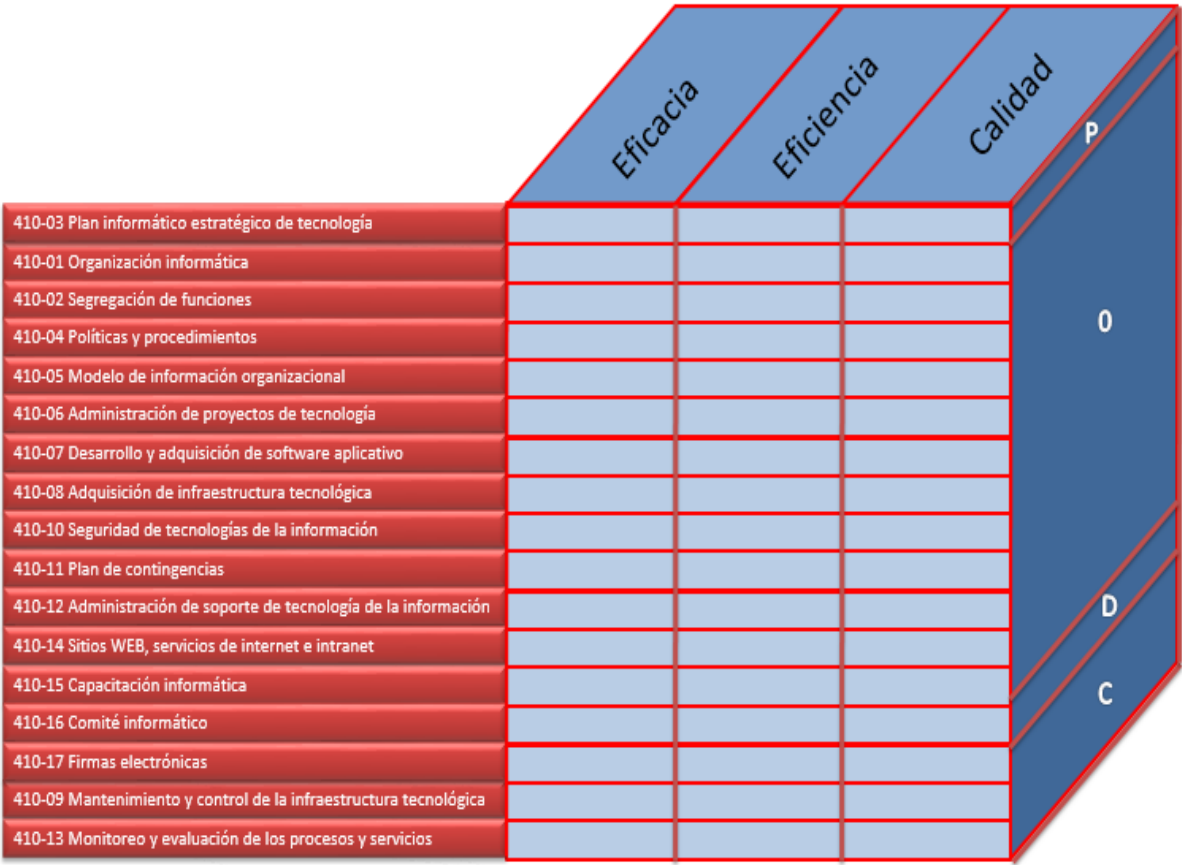 Eficacia
Eficiencia
Calidad
P
0
D
C
410-03 Plan informático estratégico de tecnología
410-01 Organización informática
410-02 Segregación de funciones
410-04 Políticas y procedimientos
410-05 Modelo de información organizacional
410-06 Administración de proyectos de tecnología
410-07 Desarrollo y adquisición de software aplicativo
410-08 Adquisición de infraestructura tecnológica
410-10 Seguridad de tecnologías de la información
410-11 Plan de contingencias
410-12 Administración de soporte de tecnología de la información
410-14 Sitios WEB, servicios de internet e intranet
410-15 Capacitación informática
410-16 Comité informático
410-17 Firmas electrónicas
410-09 Mantenimiento y control de la infraestructura tecnológica
410-13 Monitoreo y evaluación de los procesos y servicios